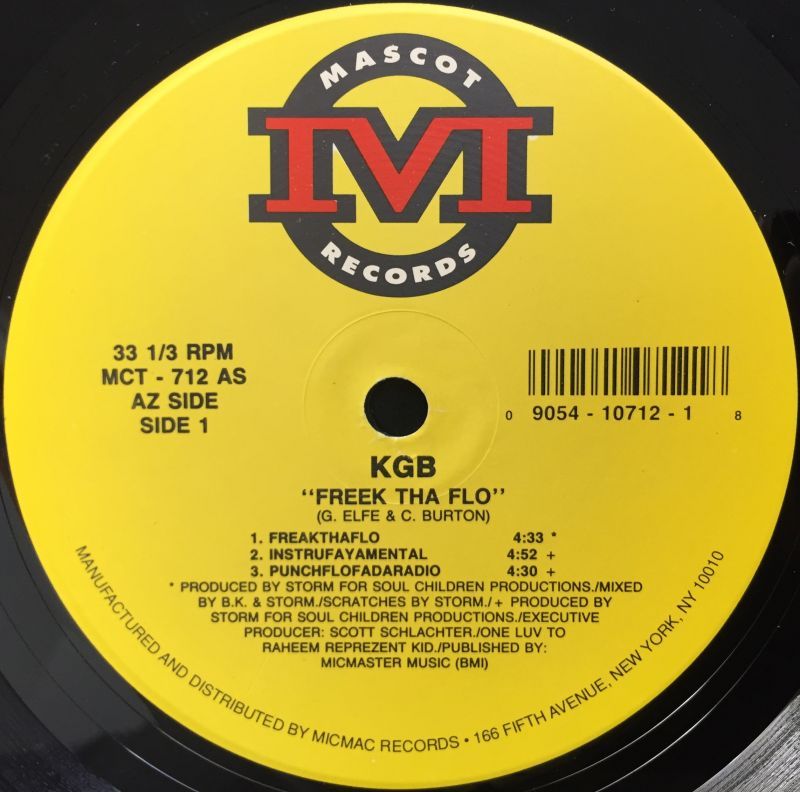 MASCOT
M
RECORDS
33 1/3 RPM
MCT - 712 AS
AZ SIDE
SIDE 1
0 9054 - 10712 - 1 8
KGB
"FREEK THA FLO"
(G. ELFE & C. BURTON)
1. FREAKTHAFLO 4:33 *
2. INSTRUFAYAMENTAL 4:52 +
3. PUNCHFLOFADARADIO 4:30 +
* PRODUCED BY STORM FOR SOUL CHILDREN PRODUCTIONS./MIXED
BY B.K. & STORM./SCRATCHES BY STORM./+ PRODUCED BY
STORM FOR SOUL CHILDREN PRODUCTIONS./EXECUTIVE
PRODUCER: SCOTT SCHLACHTER./ONE LUV TO
RAHEEM REPREZENT KID./PUBLISHED BY:
MICMASTER MUSIC (BMI)
MANUFACTURED AND DISTRIBUTED BY MICMAC RECORDS • 166 FIFTH AVENUE, NEW YORK, NY 10010